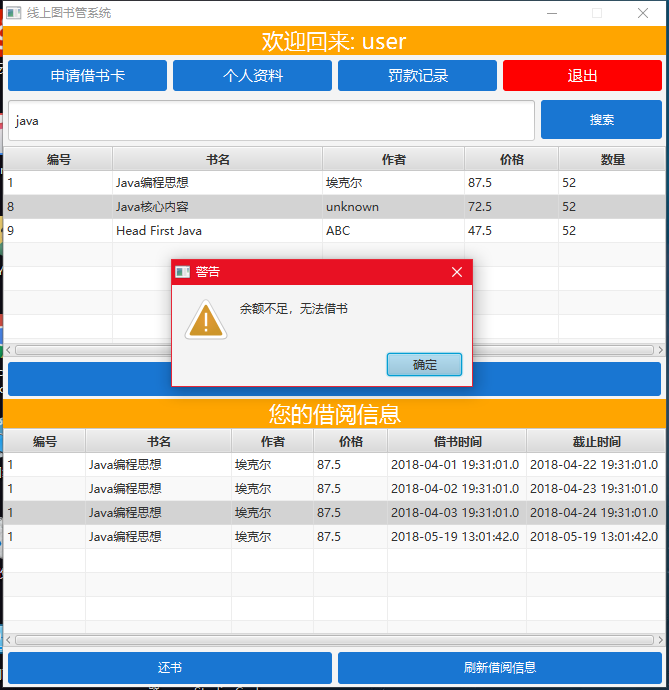 线上图书管系统
欢迎回来: user
申请借书卡 个人资料 罚款记录 退出
java 搜索
编号 书名 作者 价格 数量
1 Java编程思想 埃克尔 87.5 52
8 Java核心内容 unknown 72.5 52
9 Head First Java ABC 47.5 52
警告
余额不足，无法借书
确定
您的借阅信息
编号 书名 作者 价格 借书时间 截止时间
1 Java编程思想 埃克尔 87.5 2018-04-01 19:31:01.0 2018-04-22 19:31:01.0
1 Java编程思想 埃克尔 87.5 2018-04-02 19:31:01.0 2018-04-23 19:31:01.0
1 Java编程思想 埃克尔 87.5 2018-04-03 19:31:01.0 2018-04-24 19:31:01.0
1 Java编程思想 埃克尔 87.5 2018-05-19 13:01:42.0 2018-05-19 13:01:42.0
还书 刷新借阅信息